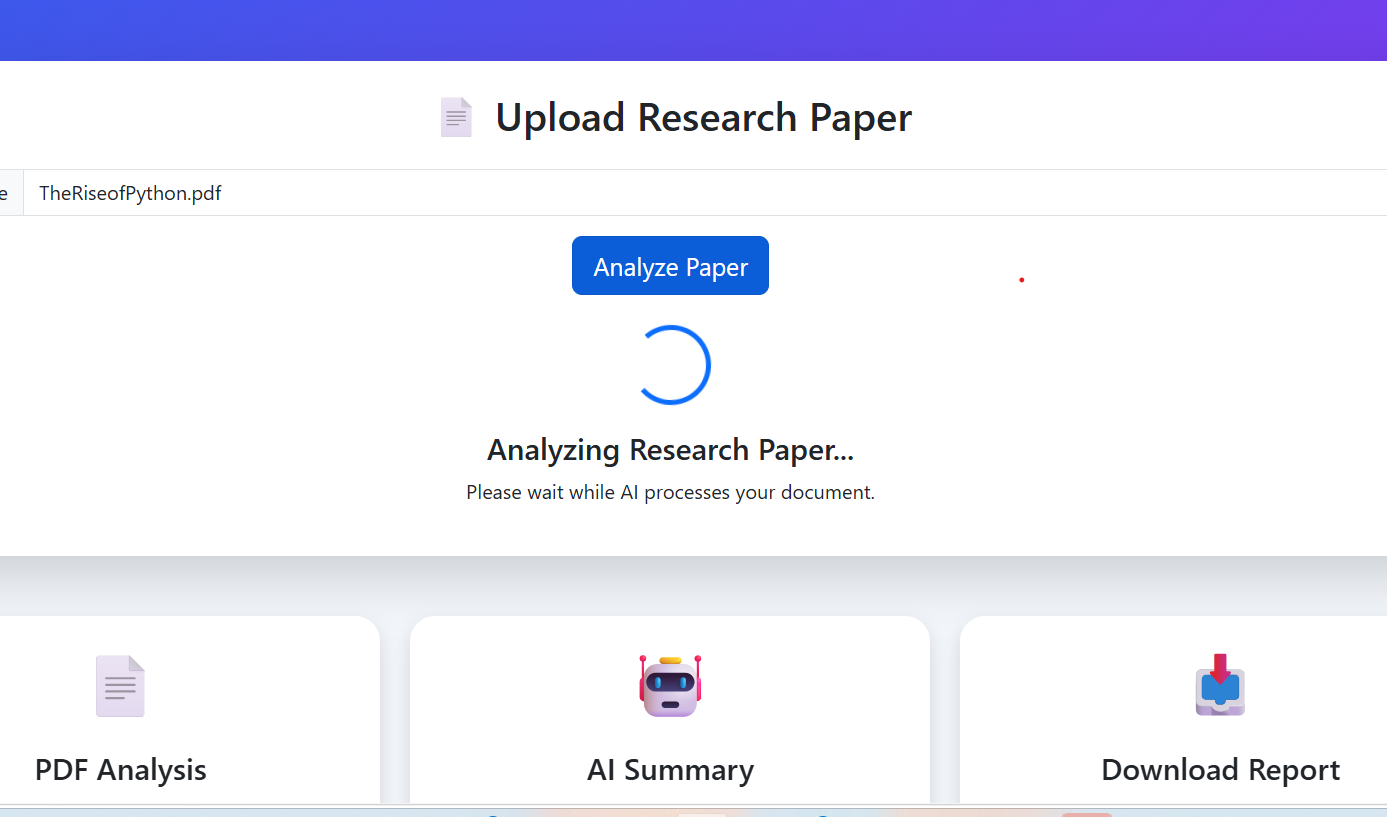 Upload Research Paper
e TheRiseofPython.pdf
Analyze Paper
Analyzing Research Paper...
Please wait while AI processes your document.
PDF Analysis
AI Summary
Download Report